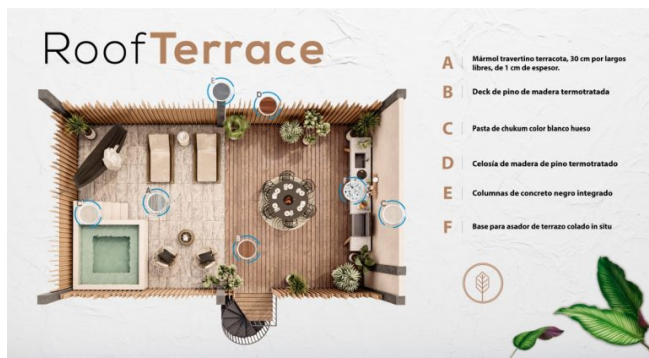 Roof Terrace
A
Mármol travertino terracota, 30 cm por largos
libres, de 1 cm de espesor.
B
Deck de pino de madera termotratada
C
Pasta de chukum color blanco hueso
D
Celosía de madera de pino termotratado
E
Columnas de concreto negro integrado
F
Base para asador de terrazo colado in situ
E
D
A
C